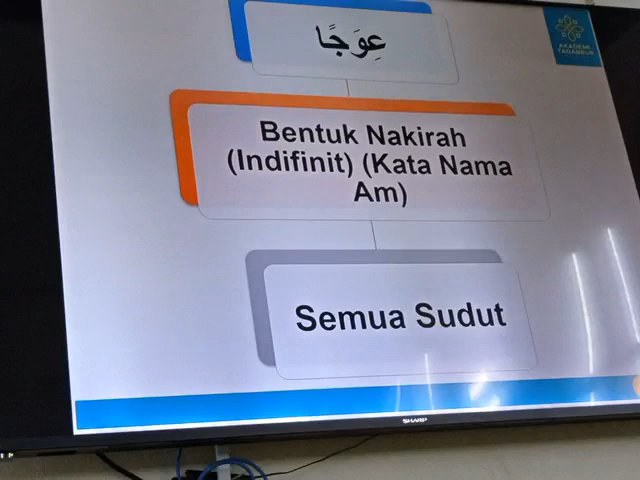 عِوَجًا
AKADEMI
TADABBUR
Bentuk Nakirah
(Indifinit) (Kata Nama
Am)
Semua Sudut
SHARP